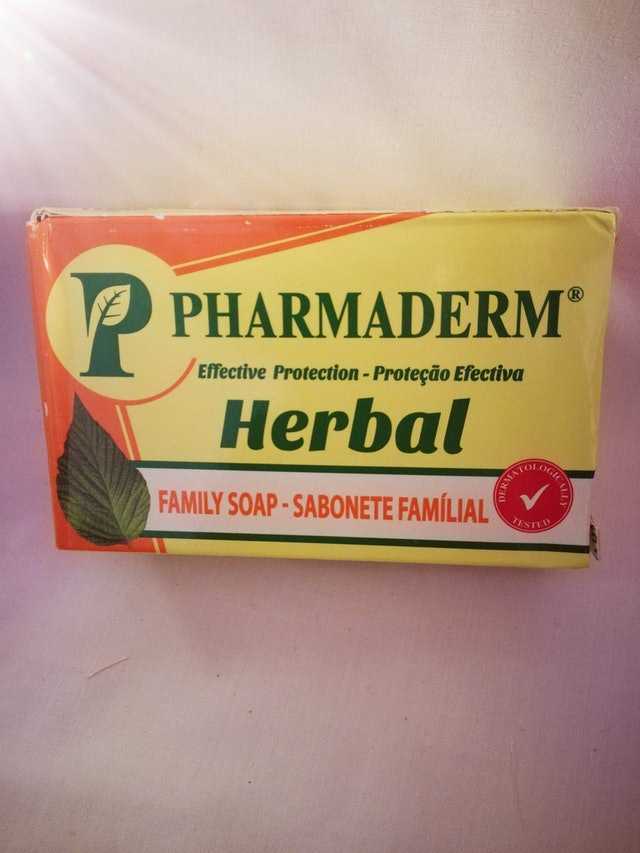 P
PHARMADERM®
Effective Protection - Proteção Efectiva
Herbal
FAMILY SOAP - SABONETE FAMÍLIAL
DERMATOLOGICALLY
TESTED